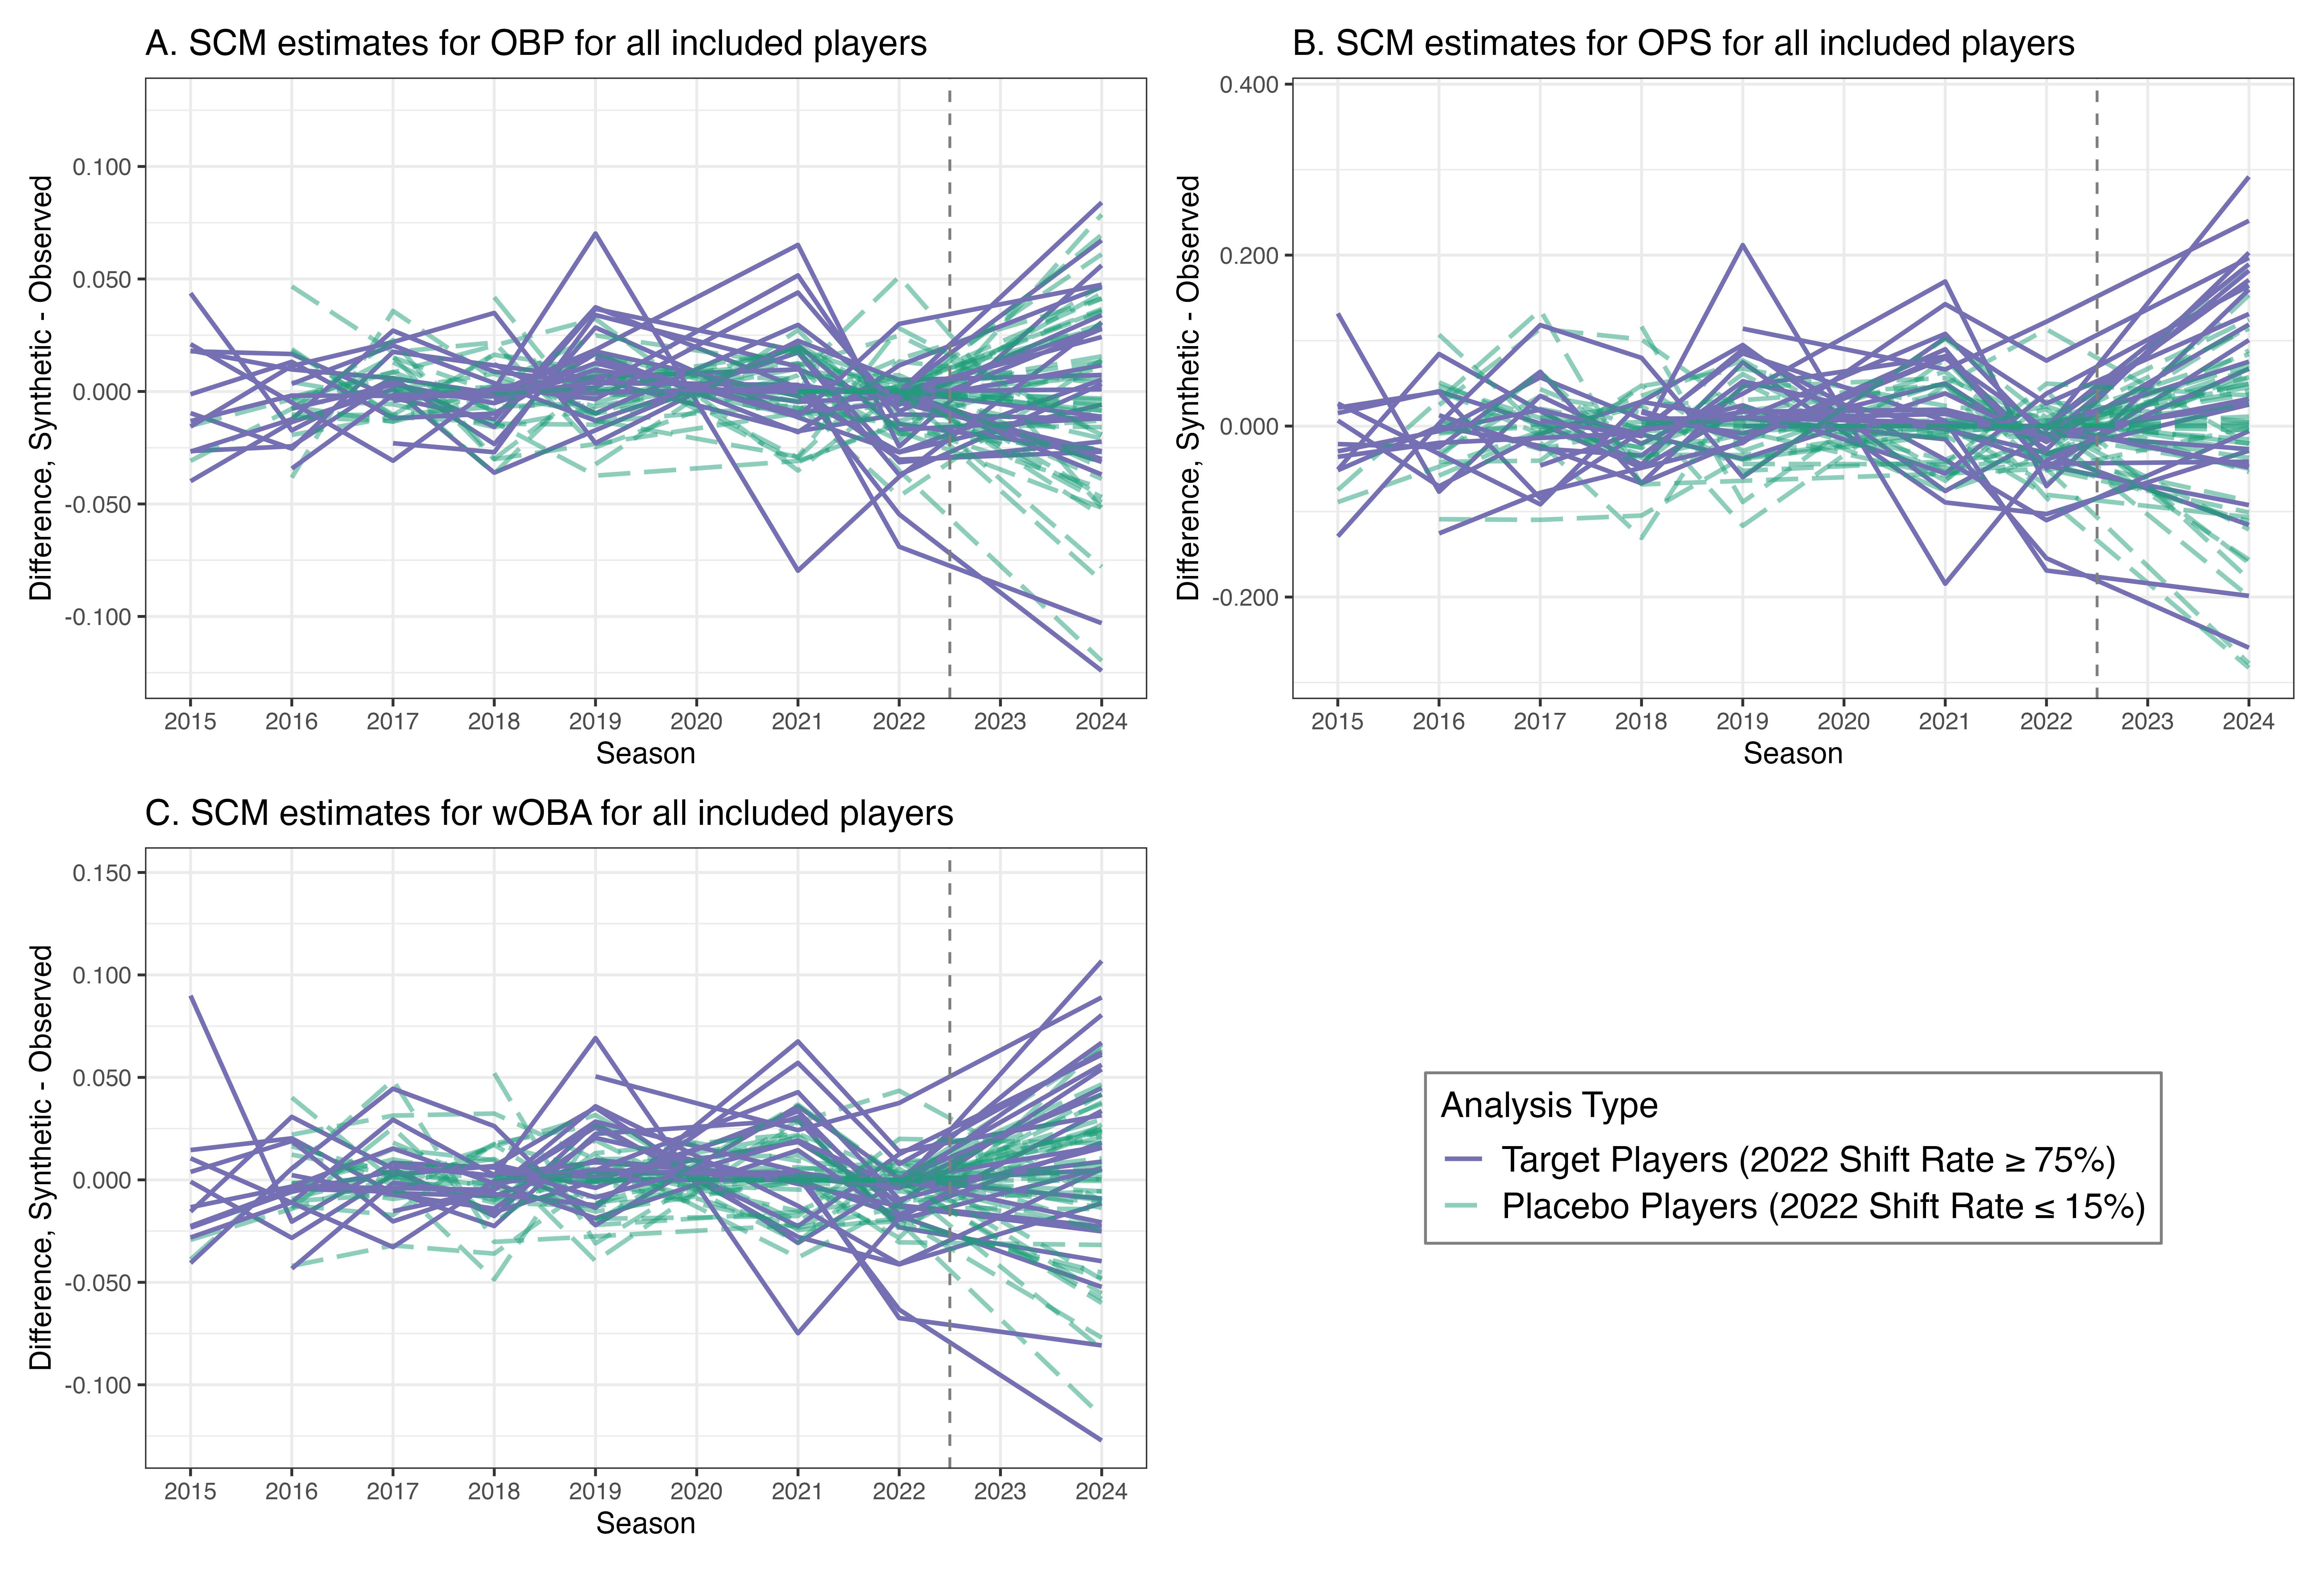 A. SCM estimates for OBP for all included players
Difference, Synthetic - Observed
0.100
0.050
0.000
-0.050
-0.100
2015 2016 2017 2018 2019 2020 2021 2022 2023 2024
Season
B. SCM estimates for OPS for all included players
Difference, Synthetic - Observed
0.400
0.200
0.000
-0.200
2015 2016 2017 2018 2019 2020 2021 2022 2023 2024
Season
C. SCM estimates for wOBA for all included players
Difference, Synthetic - Observed
0.150
0.100
0.050
0.000
-0.050
-0.100
2015 2016 2017 2018 2019 2020 2021 2022 2023 2024
Season
Analysis Type
Target Players (2022 Shift Rate ≥ 75%)
Placebo Players (2022 Shift Rate ≤ 15%)